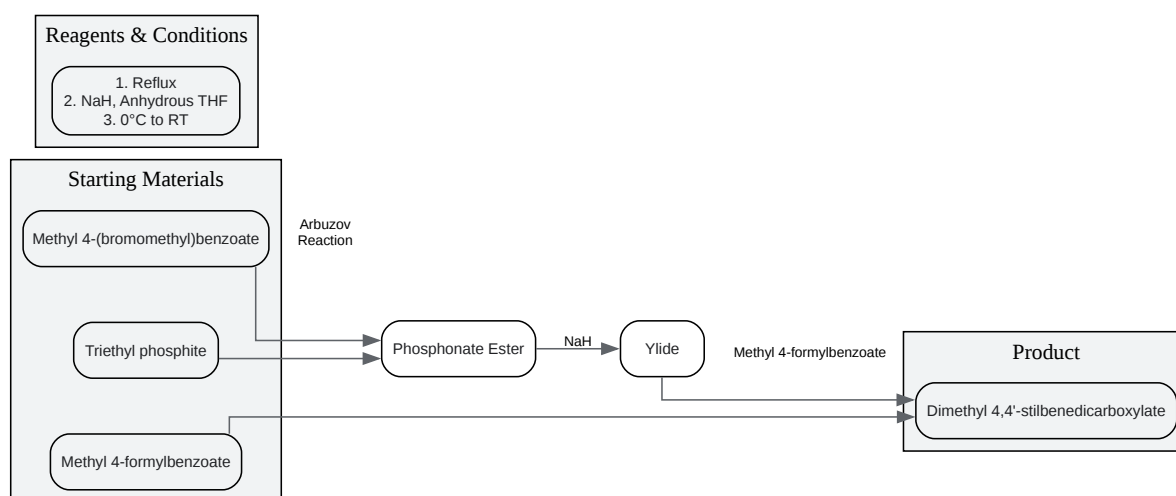 Reagents & Conditions
1. Reflux
2. NaH, Anhydrous THF
3. 0°C to RT
Starting Materials
Methyl 4-(bromomethyl)benzoate
Arbuzov
Reaction
Triethyl phosphite
Phosphonate Ester
NaH
Ylide
Methyl 4-formylbenzoate
Product
Dimethyl 4,4'-stilbenedicarboxylate
Methyl 4-formylbenzoate